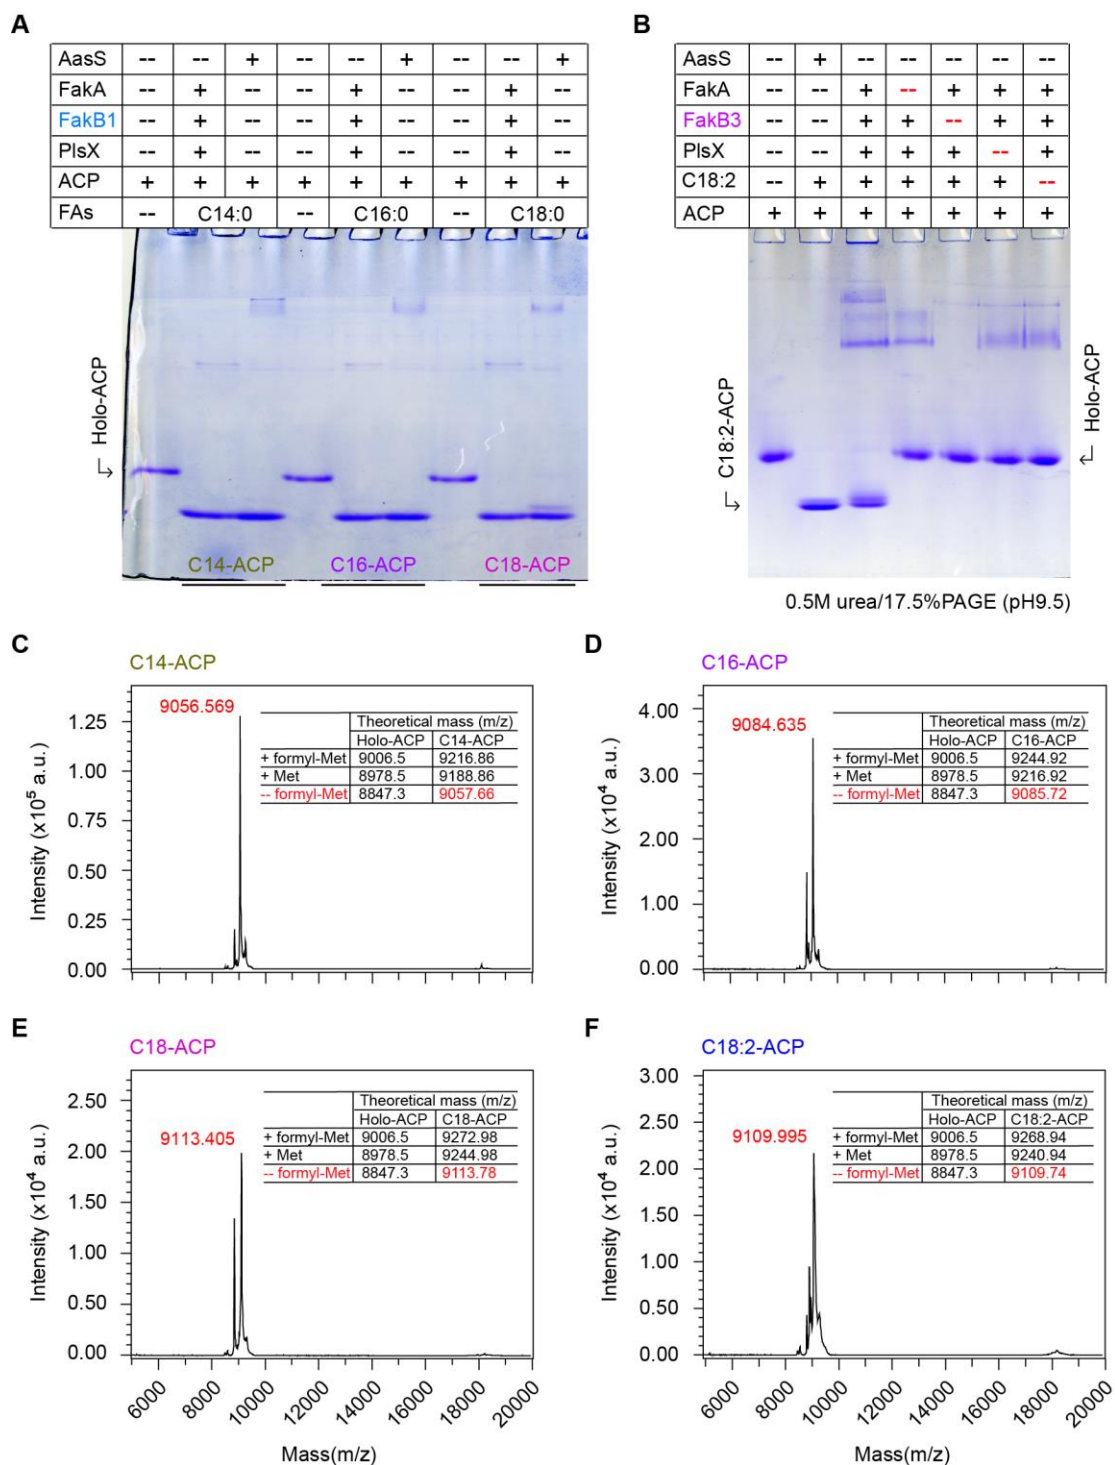 A
AasS -- -- + -- -- + -- -- +
FakA -- + -- -- + -- -- + --
FakB1 -- + -- -- + -- -- + --
PlsX -- + -- -- + -- -- + --
ACP + + + + + + + + +
FAs -- C14:0 -- C16:0 -- C18:0
Holo-ACP
C14-ACP C16-ACP C18-ACP
B
AasS -- + -- -- -- -- --
FakA -- -- + -- + + +
FakB3 -- -- + + -- + +
PlsX -- -- + + + -- +
C18:2 -- + + + + + --
ACP + + + + + + +
C18:2-ACP
Holo-ACP
0.5M urea/17.5%PAGE (pH9.5)
C
C14-ACP
9056.569
Theoretical mass (m/z)
Holo-ACP C14-ACP
+ formyl-Met 9006.5 9216.86
+ Met 8978.5 9188.86
-- formyl-Met 8847.3 9057.66
Intensity (x10⁵ a.u.)
1.25
1.00
0.75
0.50
0.25
0.00
D
C16-ACP
9084.635
Theoretical mass (m/z)
Holo-ACP C16-ACP
+ formyl-Met 9006.5 9244.92
+ Met 8978.5 9216.92
-- formyl-Met 8847.3 9085.72
Intensity (x10⁴ a.u.)
4.00
3.00
2.00
1.00
0.00
E
C18-ACP
9113.405
Theoretical mass (m/z)
Holo-ACP C18-ACP
+ formyl-Met 9006.5 9272.98
+ Met 8978.5 9244.98
-- formyl-Met 8847.3 9113.78
Intensity (x10⁴ a.u.)
2.50
2.00
1.50
1.00
0.50
0.00
6000 8000 10000 12000 14000 16000 18000 20000
Mass(m/z)
F
C18:2-ACP
9109.995
Theoretical mass (m/z)
Holo-ACP C18:2-ACP
+ formyl-Met 9006.5 9268.94
+ Met 8978.5 9240.94
-- formyl-Met 8847.3 9109.74
Intensity (x10⁴ a.u.)
3.00
2.50
2.00
1.50
1.00
0.50
0.00
6000 8000 10000 12000 14000 16000 18000 20000
Mass(m/z)